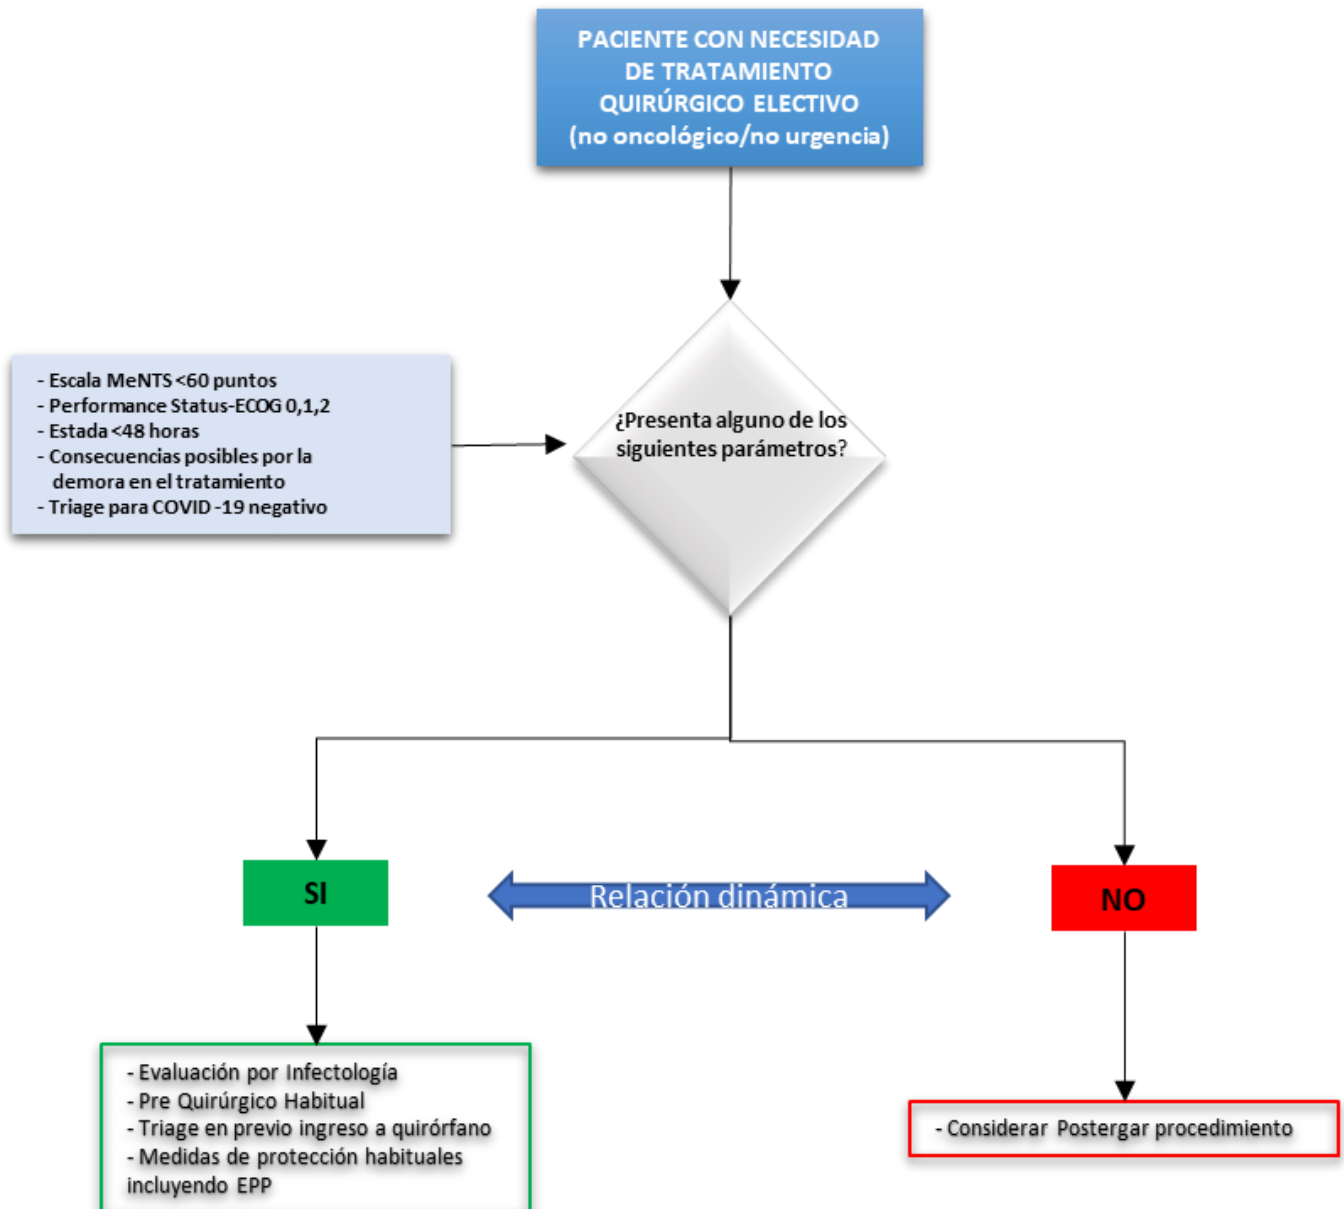 PACIENTE CON NECESIDAD
DE TRATAMIENTO
QUIRÚRGICO ELECTIVO
(no oncológico/no urgencia)
- Escala MeNTS <60 puntos
- Performance Status-ECOG 0,1,2
- Estada <48 horas
- Consecuencias posibles por la
demora en el tratamiento
- Triage para COVID -19 negativo
¿Presenta alguno de los
siguientes parámetros?
SI
Relación dinámica
NO
- Evaluación por Infectología
- Pre Quirúrgico Habitual
- Triage en previo ingreso a quirórfano
- Medidas de protección habituales
incluyendo EPP
- Considerar Postergar procedimiento